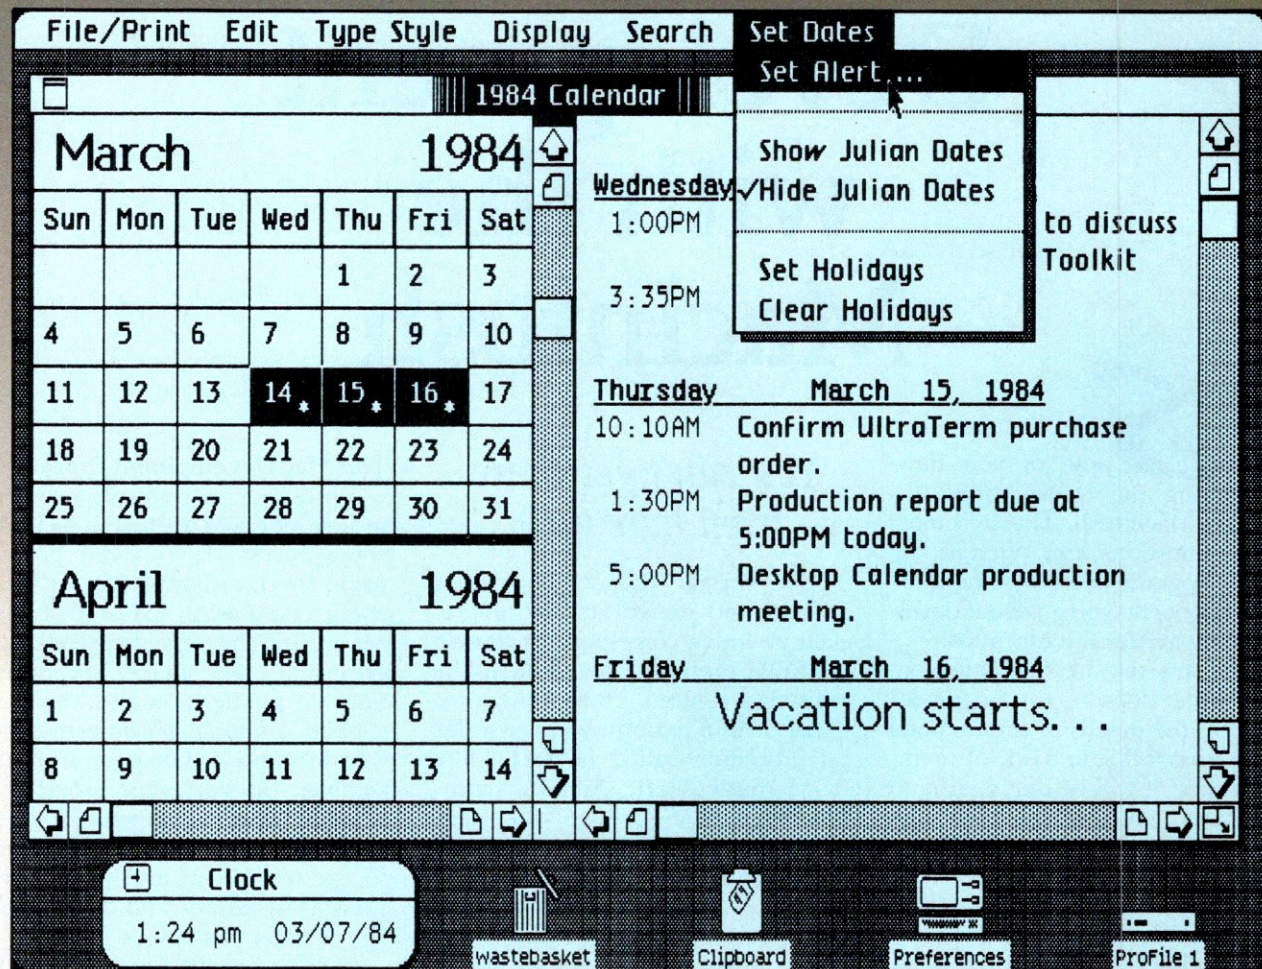 File/Print Edit Type Style Display Search Set Dates
Set Alert ...
Show Julian Dates
✓Hide Julian Dates
Set Holidays
Clear Holidays
1984 Calendar
March 1984
Sun Mon Tue Wed Thu Fri Sat
1 2 3
4 5 6 7 8 9 10
11 12 13 14* 15* 16* 17
18 19 20 21 22 23 24
25 26 27 28 29 30 31
April 1984
Sun Mon Tue Wed Thu Fri Sat
1 2 3 4 5 6 7
8 9 10 11 12 13 14
Wednesday
1:00PM to discuss
Toolkit
3:35PM
Thursday March 15, 1984
10:10AM Confirm UltraTerm purchase
order.
1:30PM Production report due at
5:00PM today.
5:00PM Desktop Calendar production
meeting.
Friday March 16, 1984
Vacation starts. . .
Clock
1:24 pm 03/07/84
wastebasket
Clipboard
Preferences
ProFile 1